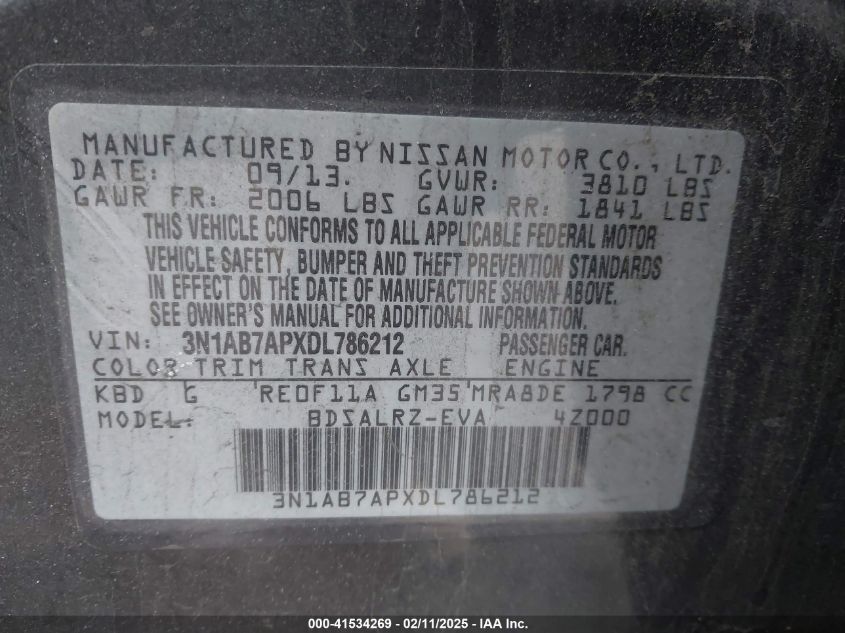 MANUFACTURED BY NISSAN MOTOR CO., LTD.
DATE: 09/13. GVWR: 3810 LBS
GAWR FR: 2006 LBS GAWR RR: 1841 LBS
THIS VEHICLE CONFORMS TO ALL APPLICABLE FEDERAL MOTOR
VEHICLE SAFETY, BUMPER AND THEFT PREVENTION STANDARDS
IN EFFECT ON THE DATE OF MANUFACTURE SHOWN ABOVE.
SEE OWNER'S MANUAL FOR ADDITIONAL INFORMATION.
VIN: 3N1AB7APXDL786212 PASSENGER CAR.
COLOR TRIM TRANS AXLE ENGINE
KBD G RE0F11A GM35 MRA8DE 1798 CC
MODEL: BDSALRZ-EVA 4Z000
3N1AB7APXDL786212
000-41534269 - 02/11/2025 - IAA Inc.